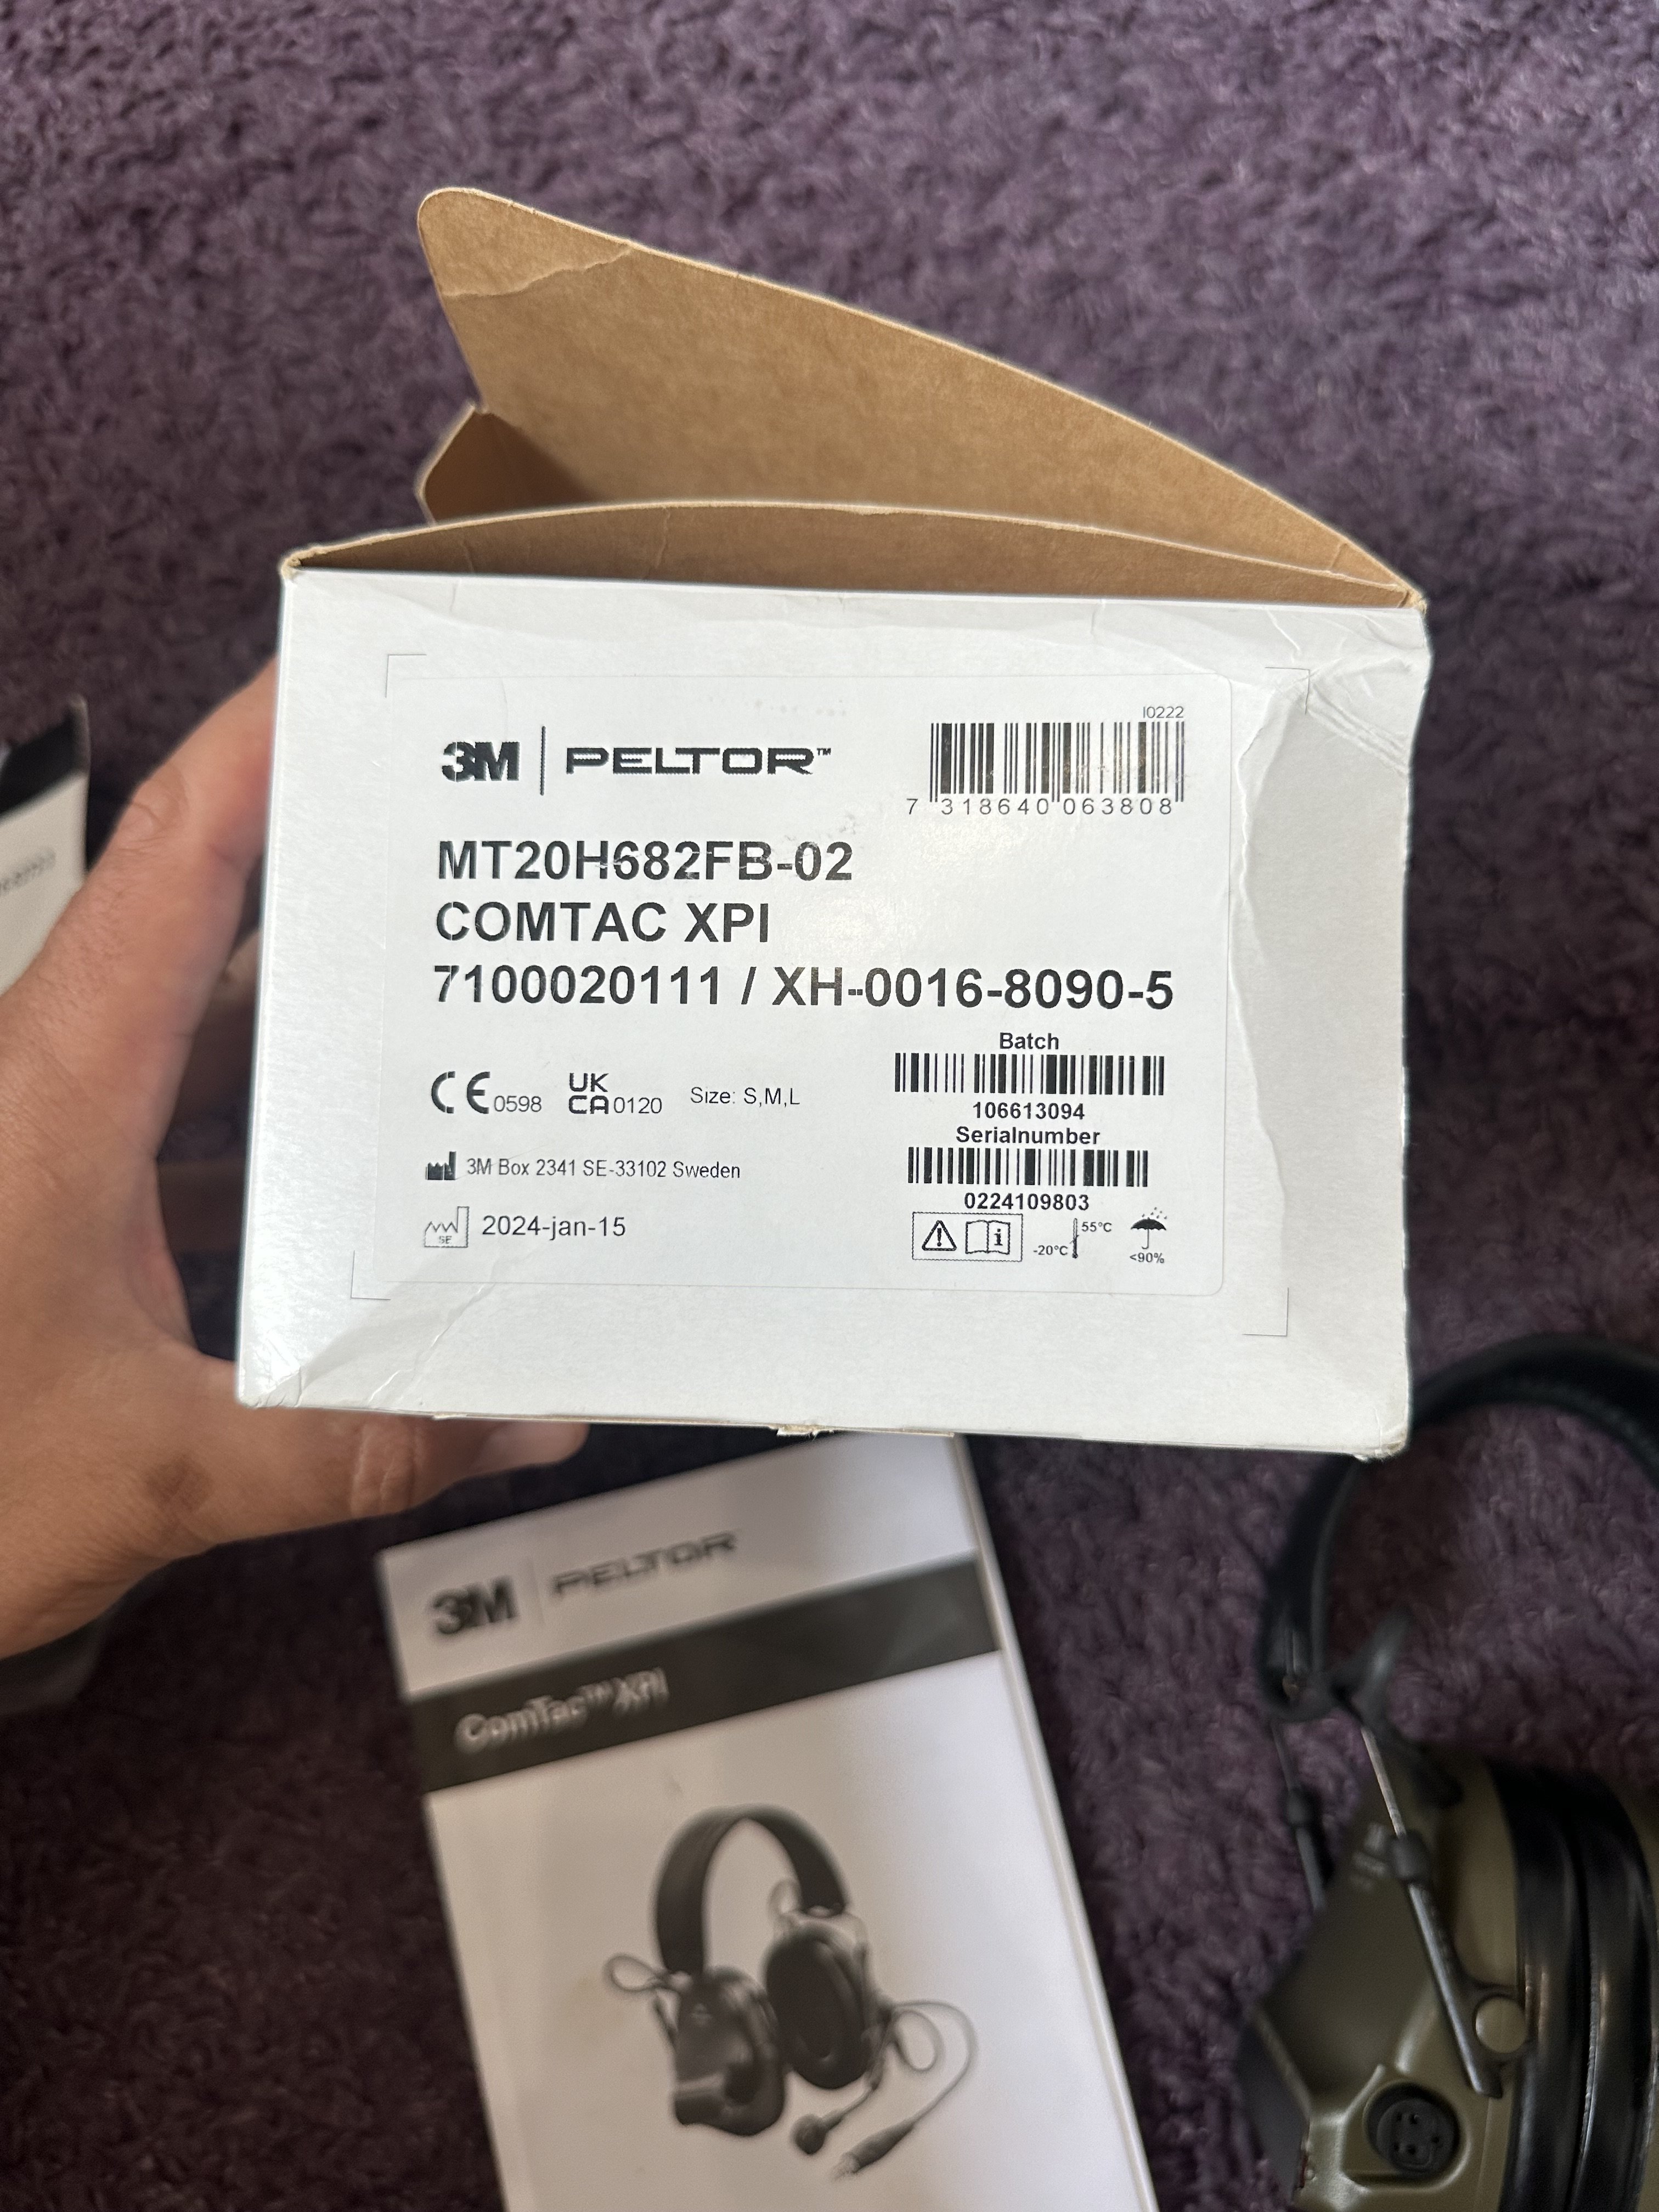 3M | PELTOR™
I0222
7 318640 063808
MT20H682FB-02
COMTAC XPI
7100020111 / XH-0016-8090-5
Batch
106613094
CE 0598 UK CA 0120 Size: S,M,L
Serialnumber
0224109803
3M Box 2341 SE-33102 Sweden
SE 2024-jan-15
-20°C 55°C <90%
3M | PELTOR
ComTac™ XPI